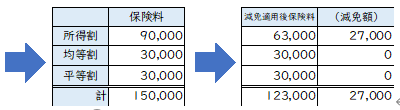 保険料
所得割 90,000
均等割 30,000
平等割 30,000
計 150,000
減免適用後保険料 （減免額）
63,000 27,000
30,000 0
30,000 0
123,000 27,000